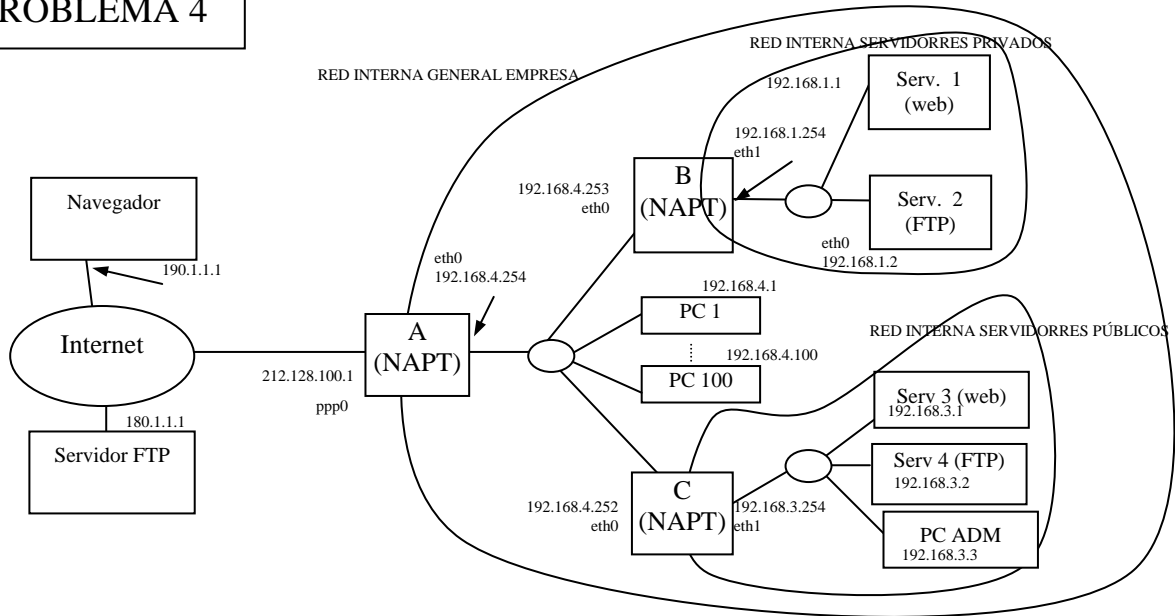 ROBLEMA 4
RED INTERNA GENERAL EMPRESA
RED INTERNA SERVIDORRES PRIVADOS
192.168.1.1
Serv. 1
(web)
192.168.1.254
eth1
B
(NAPT)
192.168.4.253
eth0
Serv. 2
(FTP)
eth0
192.168.1.2
Navegador
190.1.1.1
Internet
180.1.1.1
Servidor FTP
eth0
192.168.4.254
A
(NAPT)
212.128.100.1
ppp0
192.168.4.1
PC 1
192.168.4.100
PC 100
RED INTERNA SERVIDORRES PÚBLICOS
Serv 3 (web)
192.168.3.1
Serv 4 (FTP)
192.168.3.2
PC ADM
192.168.3.3
C
(NAPT)
192.168.4.252
eth0
192.168.3.254
eth1